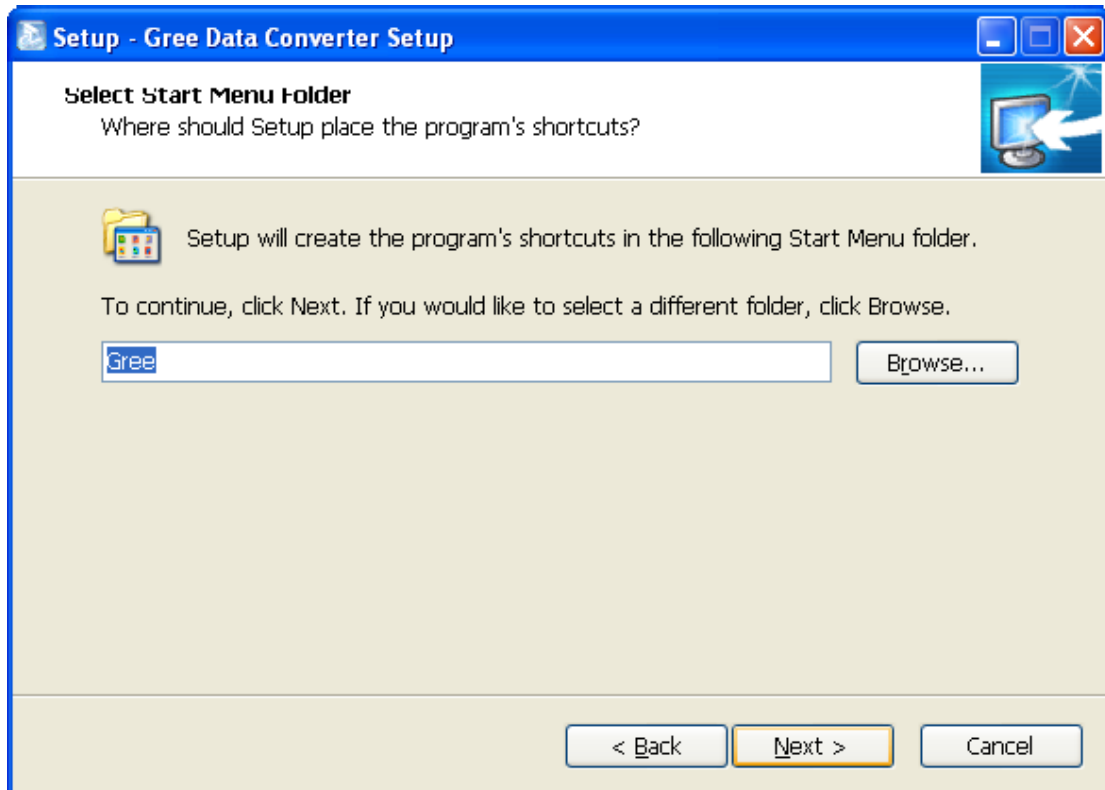 Setup - Gree Data Converter Setup
Select Start Menu Folder
Where should Setup place the program's shortcuts?
Setup will create the program's shortcuts in the following Start Menu folder.
To continue, click Next. If you would like to select a different folder, click Browse.
Gree
Browse...
< Back
Next >
Cancel